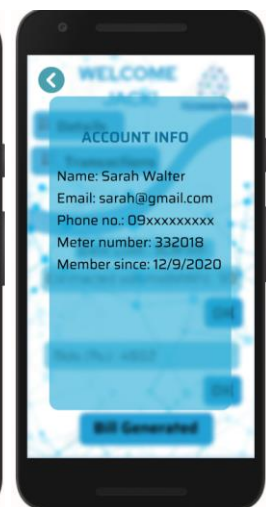 WELCOME
JACK!
ACCOUNT INFO
Name: Sarah Walter
Email: sarah@gmail.com
Phone no.: 09xxxxxxxxx
Meter number: 332018
Member since: 12/9/2020
Bill Generated